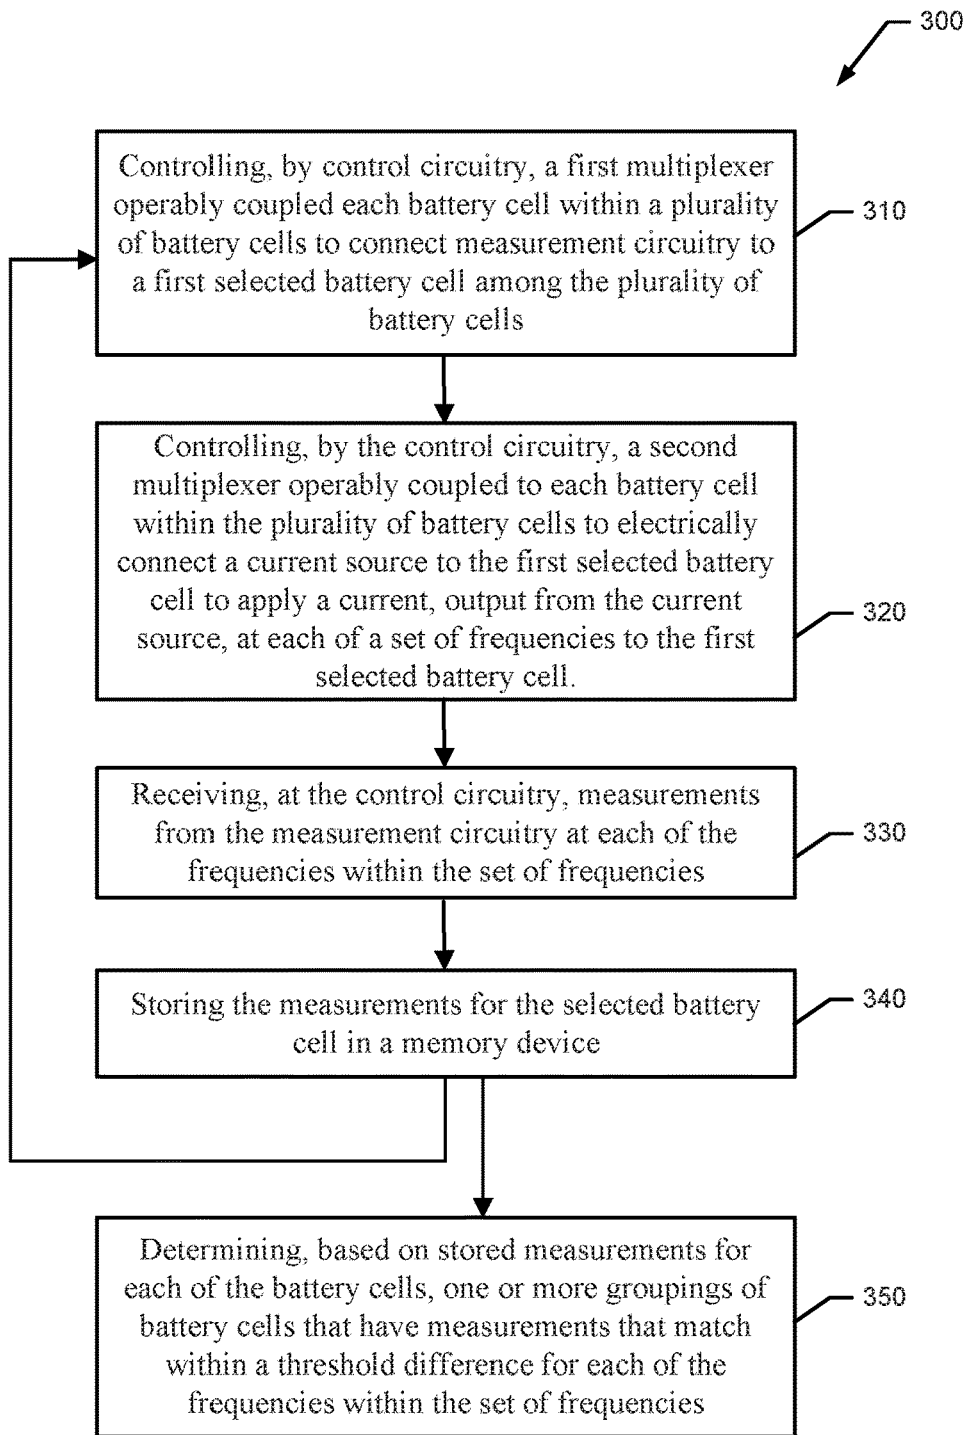 300
Controlling, by control circuitry, a first multiplexer
operably coupled each battery cell within a plurality
of battery cells to connect measurement circuitry to
a first selected battery cell among the plurality of
battery cells
310
Controlling, by the control circuitry, a second
multiplexer operably coupled to each battery cell
within the plurality of battery cells to electrically
connect a current source to the first selected battery
cell to apply a current, output from the current
source, at each of a set of frequencies to the first
selected battery cell.
320
Receiving, at the control circuitry, measurements
from the measurement circuitry at each of the
frequencies within the set of frequencies
330
Storing the measurements for the selected battery
cell in a memory device
340
Determining, based on stored measurements for
each of the battery cells, one or more groupings of
battery cells that have measurements that match
within a threshold difference for each of the
frequencies within the set of frequencies
350